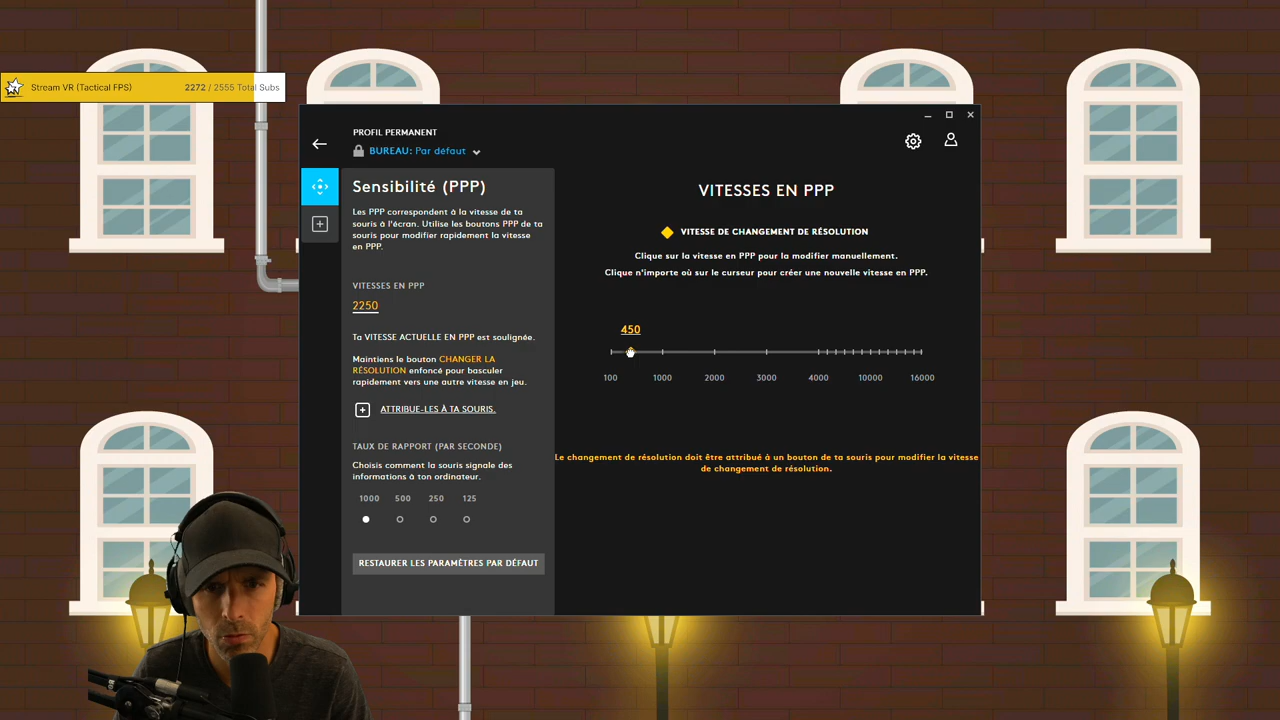 Stream VR (Tactical FPS)
2272 / 2555 Total Subs
PROFIL PERMANENT
BUREAU: Par défaut
Sensibilité (PPP)
Les PPP correspondent à la vitesse de ta
souris à l'écran. Utilise les boutons PPP de ta
souris pour modifier rapidement la vitesse
en PPP.
VITESSES EN PPP
2250
Ta VITESSE ACTUELLE EN PPP est soulignée.
Maintiens le bouton CHANGER LA
RÉSOLUTION enfoncé pour basculer
rapidement vers une autre vitesse en jeu.
ATTRIBUE-LES À TA SOURIS.
TAUX DE RAPPORT (PAR SECONDE)
Choisis comment la souris signale des
informations à ton ordinateur.
1000 500 250 125
RESTAURER LES PARAMÈTRES PAR DÉFAUT
VITESSES EN PPP
VITESSE DE CHANGEMENT DE RÉSOLUTION
Clique sur la vitesse en PPP pour la modifier manuellement.
Clique n'importe où sur le curseur pour créer une nouvelle vitesse en PPP.
450
100 1000 2000 3000 4000 10000 16000
Le changement de résolution doit être attribué à un bouton de ta souris pour modifier la vitesse
de changement de résolution.